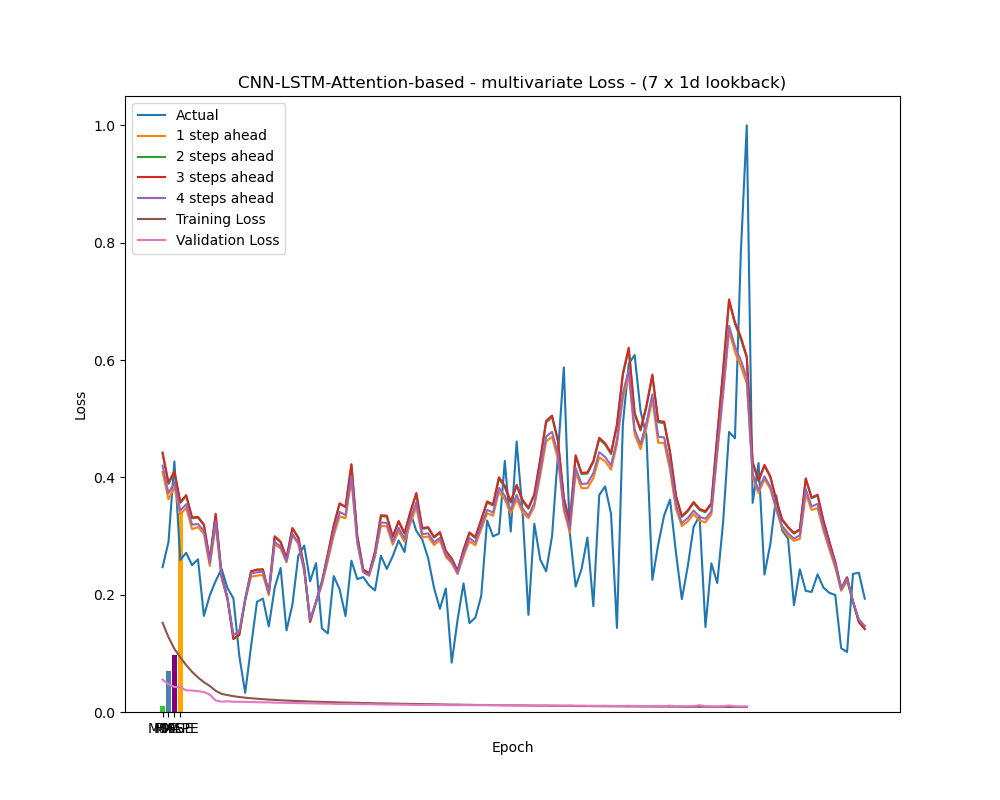 CNN-LSTM-Attention-based - multivariate Loss - (7 x 1d lookback)
Actual
1 step ahead
2 steps ahead
3 steps ahead
4 steps ahead
Training Loss
Validation Loss
1.0
0.8
0.6
0.4
0.2
0.0
Loss
Epoch